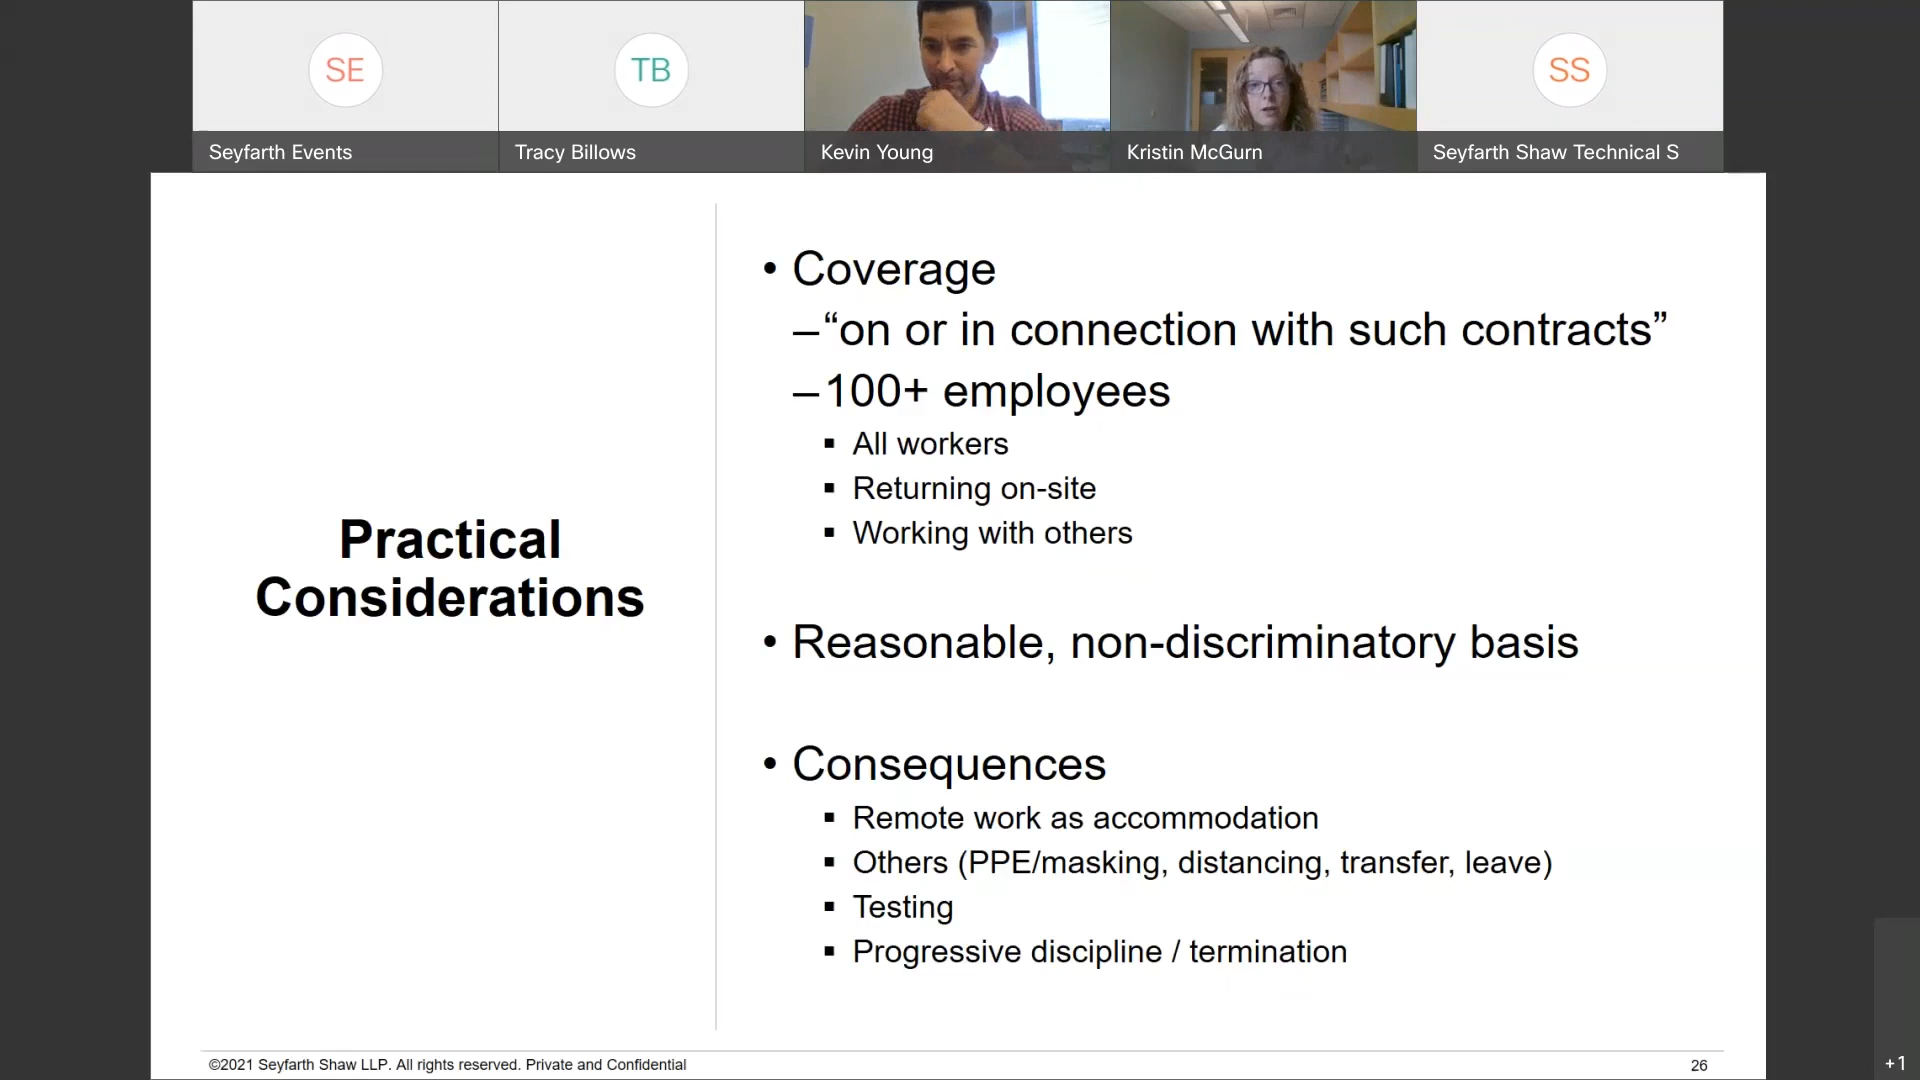 SE
TB
SS
Seyfarth Events
Tracy Billows
Kevin Young
Kristin McGurn
Seyfarth Shaw Technical S
Practical
Considerations
• Coverage
–“on or in connection with such contracts”
–100+ employees
▪ All workers
▪ Returning on-site
▪ Working with others
• Reasonable, non-discriminatory basis
• Consequences
▪ Remote work as accommodation
▪ Others (PPE/masking, distancing, transfer, leave)
▪ Testing
▪ Progressive discipline / termination
©2021 Seyfarth Shaw LLP. All rights reserved. Private and Confidential
26
+1